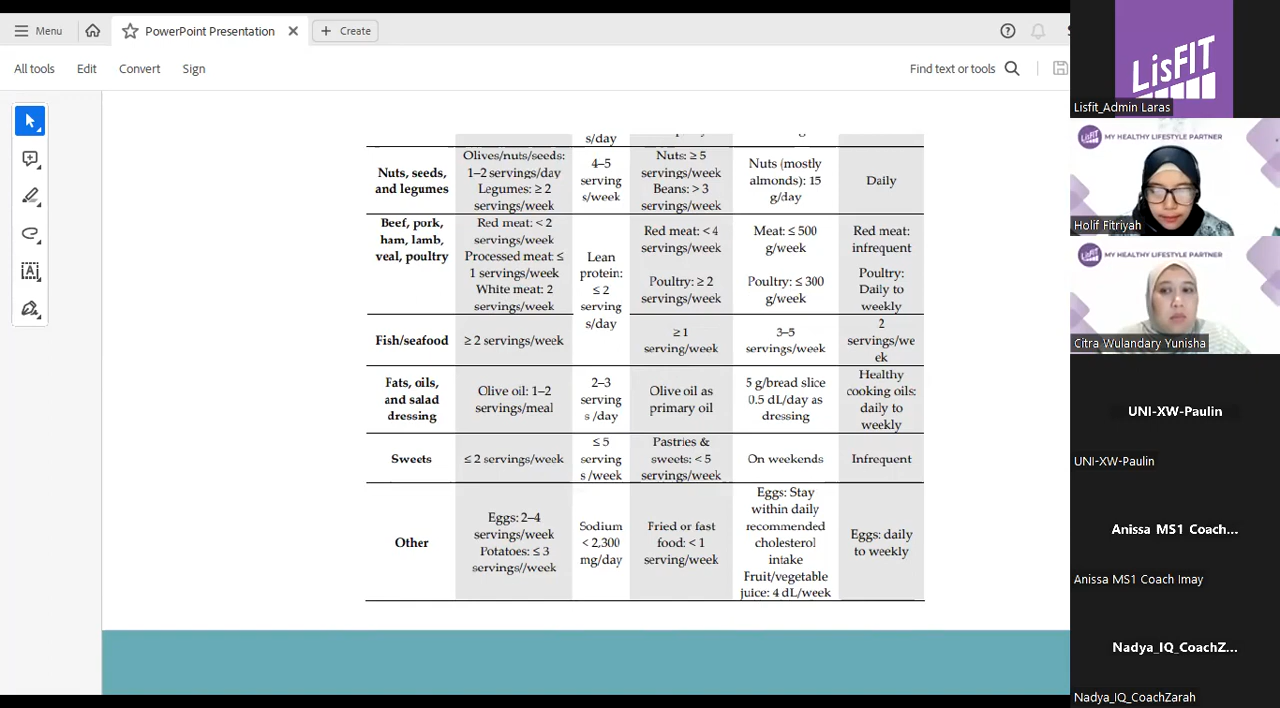 Menu
PowerPoint Presentation
Create
All tools
Edit
Convert
Sign
Find text or tools
s/day
Nuts, seeds,
and legumes
Olives/nuts/seeds:
1–2 servings/day
Legumes: ≥ 2
servings/week
4–5
serving
s/week
Nuts: ≥ 5
servings/week
Beans: > 3
servings/week
Nuts (mostly
almonds): 15
g/day
Daily
Beef, pork,
ham, lamb,
veal, poultry
Red meat: < 2
servings/week
Processed meat: ≤
1 servings/week
White meat: 2
servings/week
Lean
protein:
≤ 2
serving
s/day
Red meat: < 4
servings/week
Poultry: ≥ 2
servings/week
Meat: ≤ 500
g/week
Poultry: ≤ 300
g/week
Red meat:
infrequent
Poultry:
Daily to
weekly
Fish/seafood
≥ 2 servings/week
≥ 1
serving/week
3–5
servings/week
2
servings/we
ek
Fats, oils,
and salad
dressing
Olive oil: 1–2
servings/meal
2–3
serving
s /day
Olive oil as
primary oil
5 g/bread slice
0.5 dL/day as
dressing
Healthy
cooking oils:
daily to
weekly
Sweets
≤ 2 servings/week
≤ 5
serving
s /week
Pastries &
sweets: < 5
servings/week
On weekends
Infrequent
Other
Eggs: 2–4
servings/week
Potatoes: ≤ 3
servings//week
Sodium
< 2,300
mg/day
Fried or fast
food: < 1
serving/week
Eggs: Stay
within daily
recommended
cholesterol
intake
Fruit/vegetable
juice: 4 dL/week
Eggs: daily
to weekly
LisFIT
Lisfit_Admin Laras
LisFIT MY HEALTHY LIFESTYLE PARTNER
Holif Fitriyah
LisFIT MY HEALTHY LIFESTYLE PARTNER
Citra Wulandary Yunisha
UNI-XW-Paulin
UNI-XW-Paulin
Anissa MS1 Coach...
Anissa MS1 Coach Imay
Nadya_IQ_CoachZ...
Nadya_IQ_CoachZarah